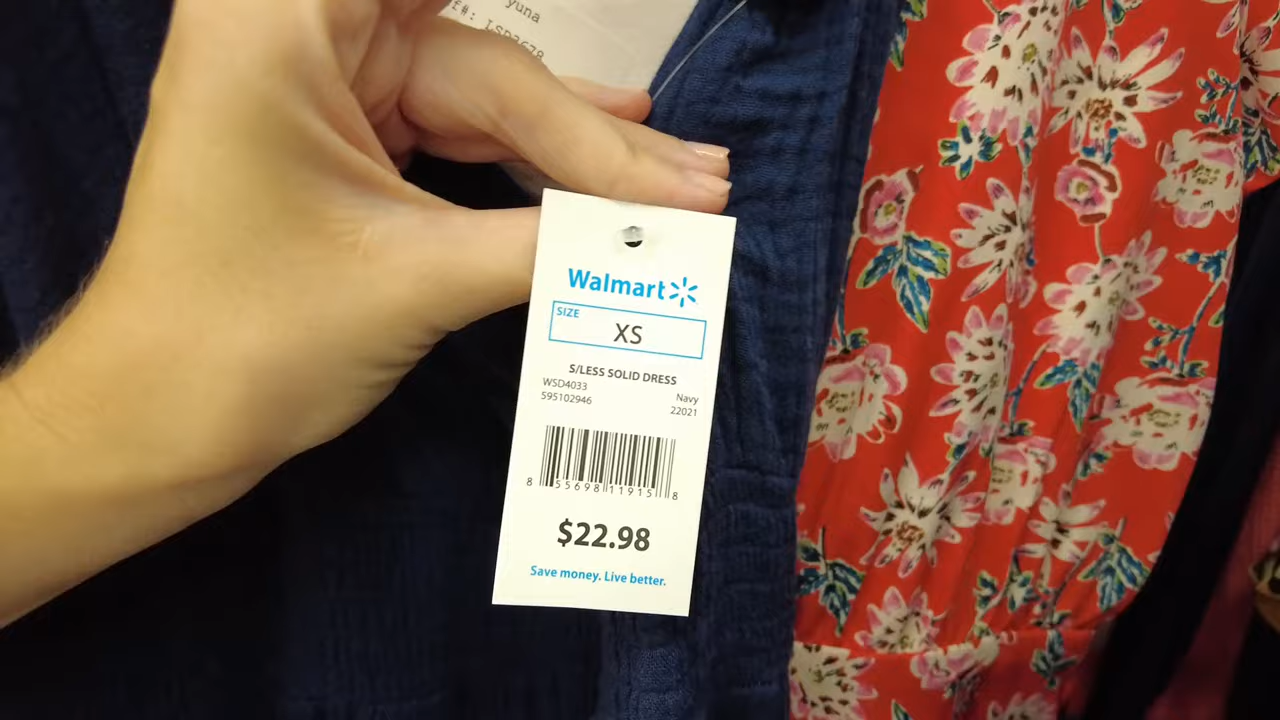 yuna
LSD3678
Walmart
SIZE
XS
S/LESS SOLID DRESS
WSD4033
Navy
595102946
22021
8 55698 11915 8
$22.98
Save money. Live better.